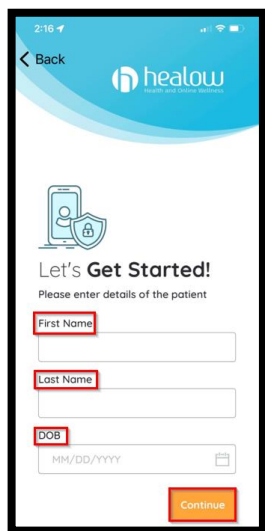 2:16
Back
healow
Health and Online Wellness
Let's Get Started!
Please enter details of the patient
First Name
Last Name
DOB
MM/DD/YYYY
Continue